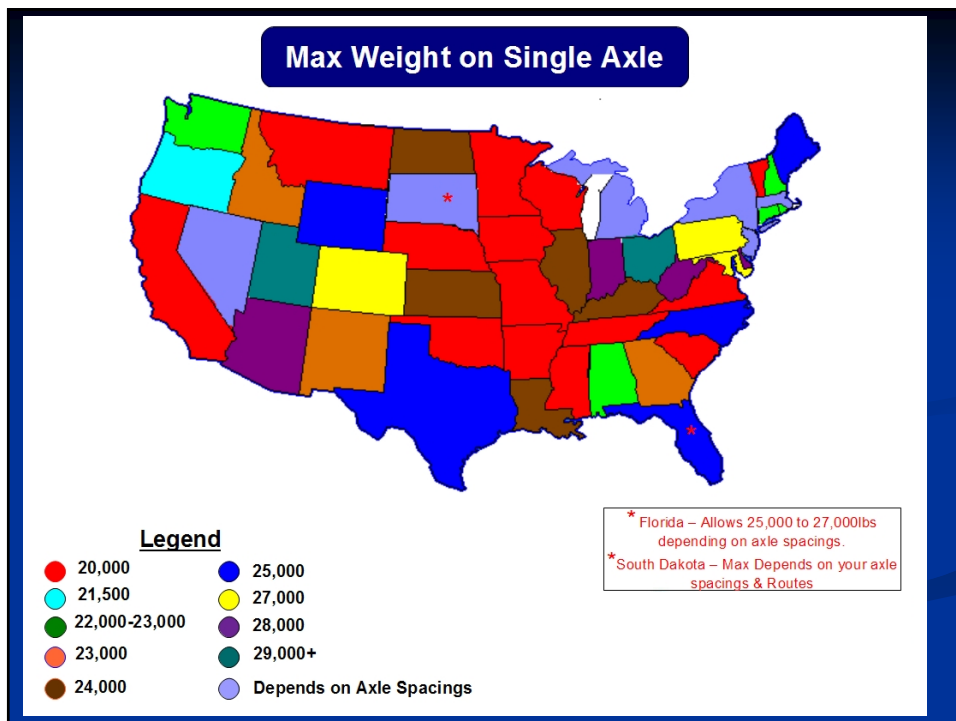 Max Weight on Single Axle
* Florida – Allows 25,000 to 27,000lbs
depending on axle spacings.
*South Dakota – Max Depends on your axle
spacings & Routes
Legend
20,000
21,500
22,000-23,000
23,000
24,000
25,000
27,000
28,000
29,000+
Depends on Axle Spacings
*
*